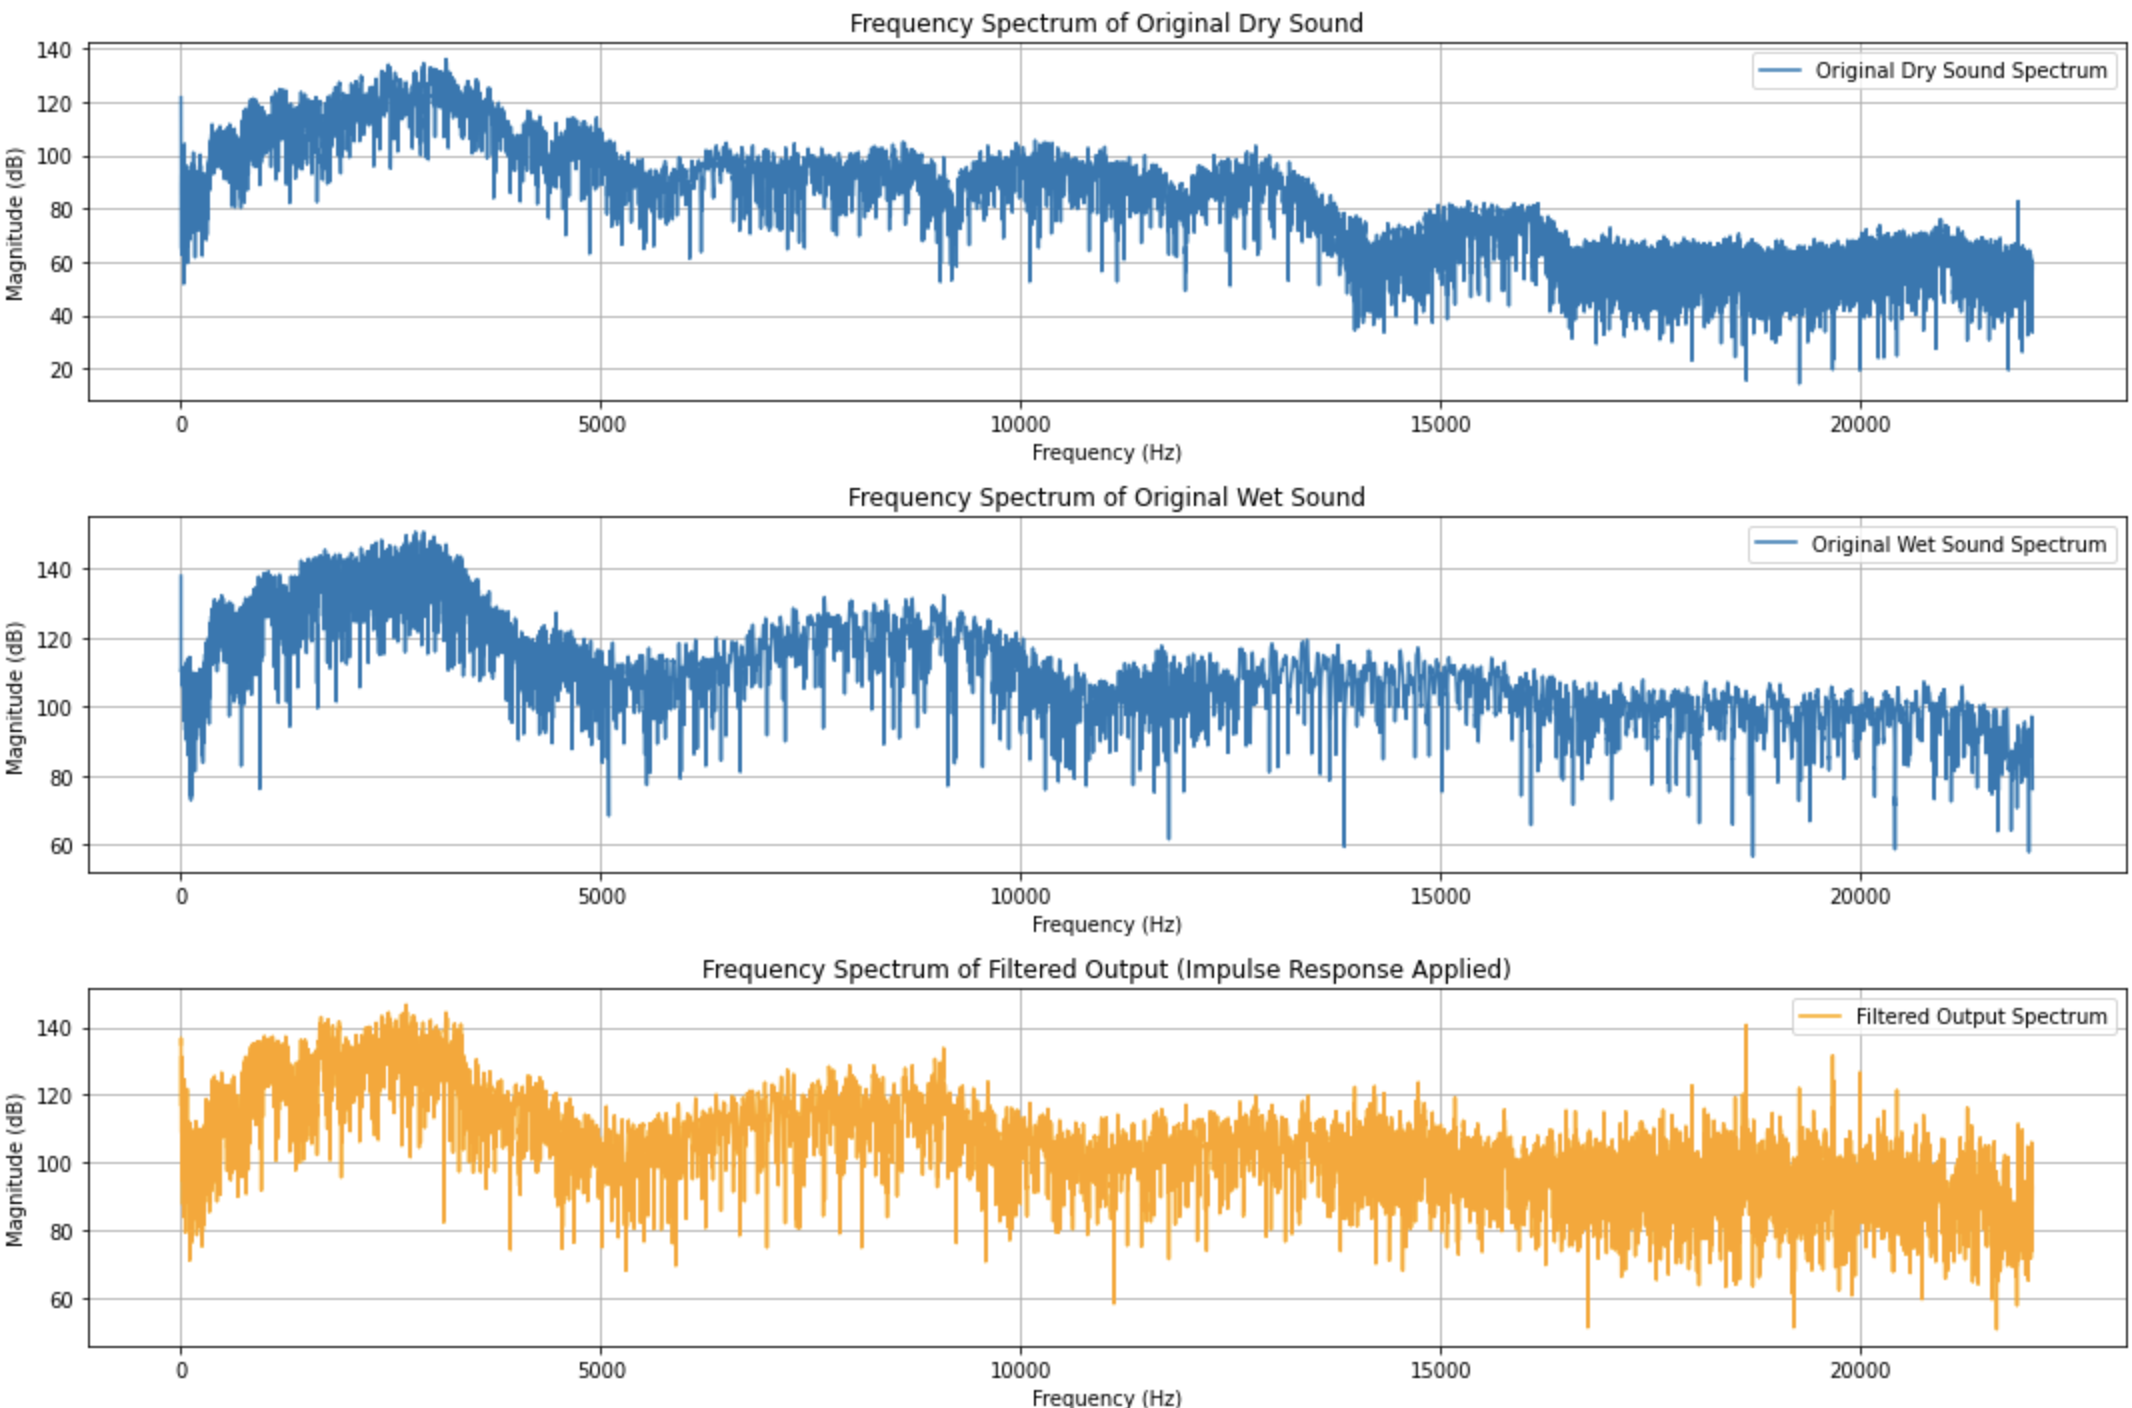 Frequency Spectrum of Original Dry Sound
Original Dry Sound Spectrum
Magnitude (dB)
140
120
100
80
60
40
20
0 5000 10000 15000 20000
Frequency (Hz)
Frequency Spectrum of Original Wet Sound
Original Wet Sound Spectrum
Magnitude (dB)
140
120
100
80
60
0 5000 10000 15000 20000
Frequency (Hz)
Frequency Spectrum of Filtered Output (Impulse Response Applied)
Filtered Output Spectrum
Magnitude (dB)
140
120
100
80
60
0 5000 10000 15000 20000
Frequency (Hz)